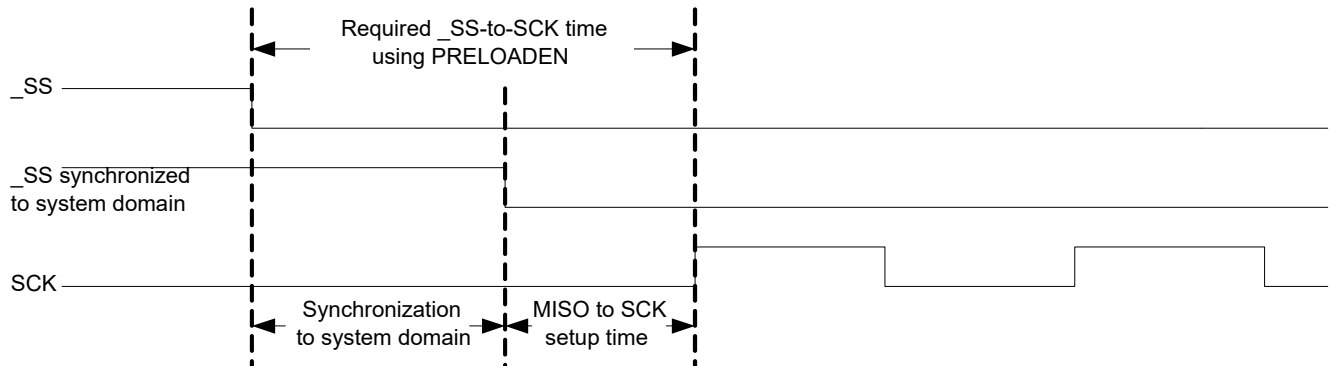 Required _SS-to-SCK time
using PRELOADEN
_SS
_SS synchronized
to system domain
SCK
Synchronization
to system domain
MISO to SCK
setup time